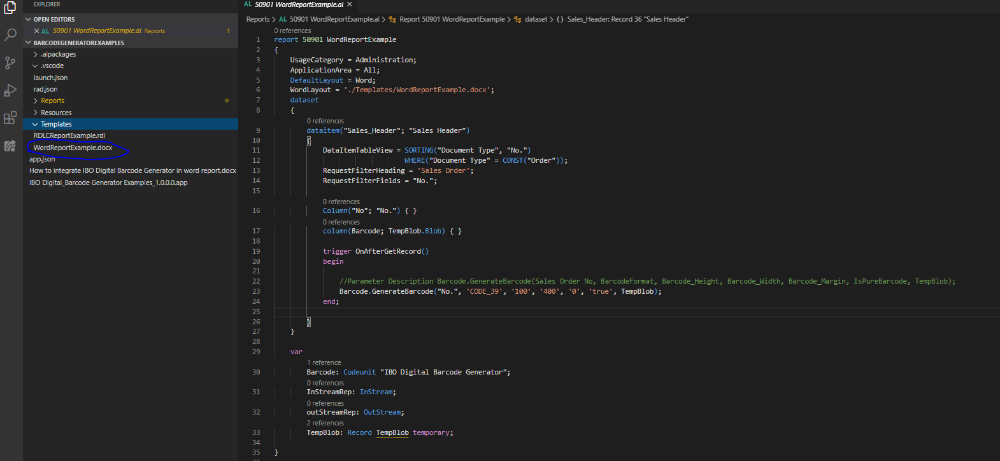 EXPLORER
OPEN EDITORS
AL 50901 WordReportExample.al Reports 1
BARCODEGENERATOREXAMPLES
.alpackages
.vscode
launch.json
rad.json
Reports
Resources
Templates
RDLCReportExample.rdl
WordReportExample.docx
app.json
How to integrate IBO Digital Barcode Generator in word report.docx
IBO Digital_Barcode Generator Examples_1.0.0.0.app
AL 50901 WordReportExample.al
Reports > AL 50901 WordReportExample.al > Report 50901 WordReportExample > dataset > {} Sales_Header: Record 36 "Sales Header"
0 references
1 report 50901 WordReportExample
2 {
3 UsageCategory = Administration;
4 ApplicationArea = All;
5 DefaultLayout = Word;
6 WordLayout = './Templates/WordReportExample.docx';
7 dataset
8 {
0 references
9 dataitem("Sales_Header"; "Sales Header")
10 {
11 DataItemTableView = SORTING("Document Type", "No.")
12 WHERE("Document Type" = CONST("Order"));
13 RequestFilterHeading = 'Sales Order';
14 RequestFilterFields = "No.";
15
0 references
16 Column("No"; "No.") { }
0 references
17 column(Barcode; TempBlob.Blob) { }
18
19 trigger OnAfterGetRecord()
20 begin
21
22 //Parameter Description Barcode.GenerateBarcode(Sales Order No, BarcodeFormat, Barcode_Height, Barcode_Width, Barcode_Margin, IsPureBarcode, TempBlob);
23 Barcode.GenerateBarcode("No.", 'CODE_39', '100', '400', '0', 'true', TempBlob);
24 end;
25
26 }
27 }
28
29 var
1 reference
30 Barcode: Codeunit "IBO Digital Barcode Generator";
0 references
31 InStreamRep: InStream;
0 references
32 outStreamRep: OutStream;
2 references
33 TempBlob: Record TempBlob temporary;
34
35 }